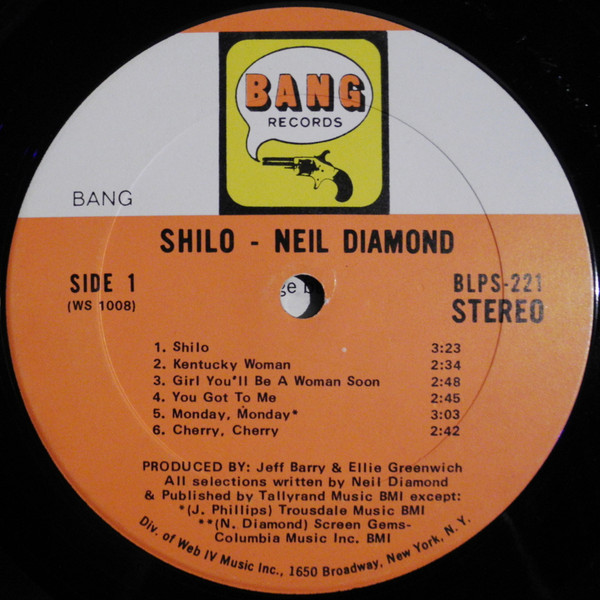 BANG
RECORDS
BANG
SHILO - NEIL DIAMOND
SIDE 1
(WS 1008)
BLPS-221
STEREO
1. Shilo 3:23
2. Kentucky Woman 2:34
3. Girl You'll Be A Woman Soon 2:48
4. You Got To Me 2:45
5. Monday, Monday* 3:03
6. Cherry, Cherry 2:42
PRODUCED BY: Jeff Barry & Ellie Greenwich
All selections written by Neil Diamond
& Published by Tallyrand Music BMI except:
*(J. Phillips) Trousdale Music BMI
**(N. Diamond) Screen Gems-
Columbia Music Inc. BMI
Div. of Web IV Music Inc., 1650 Broadway, New York, N. Y.